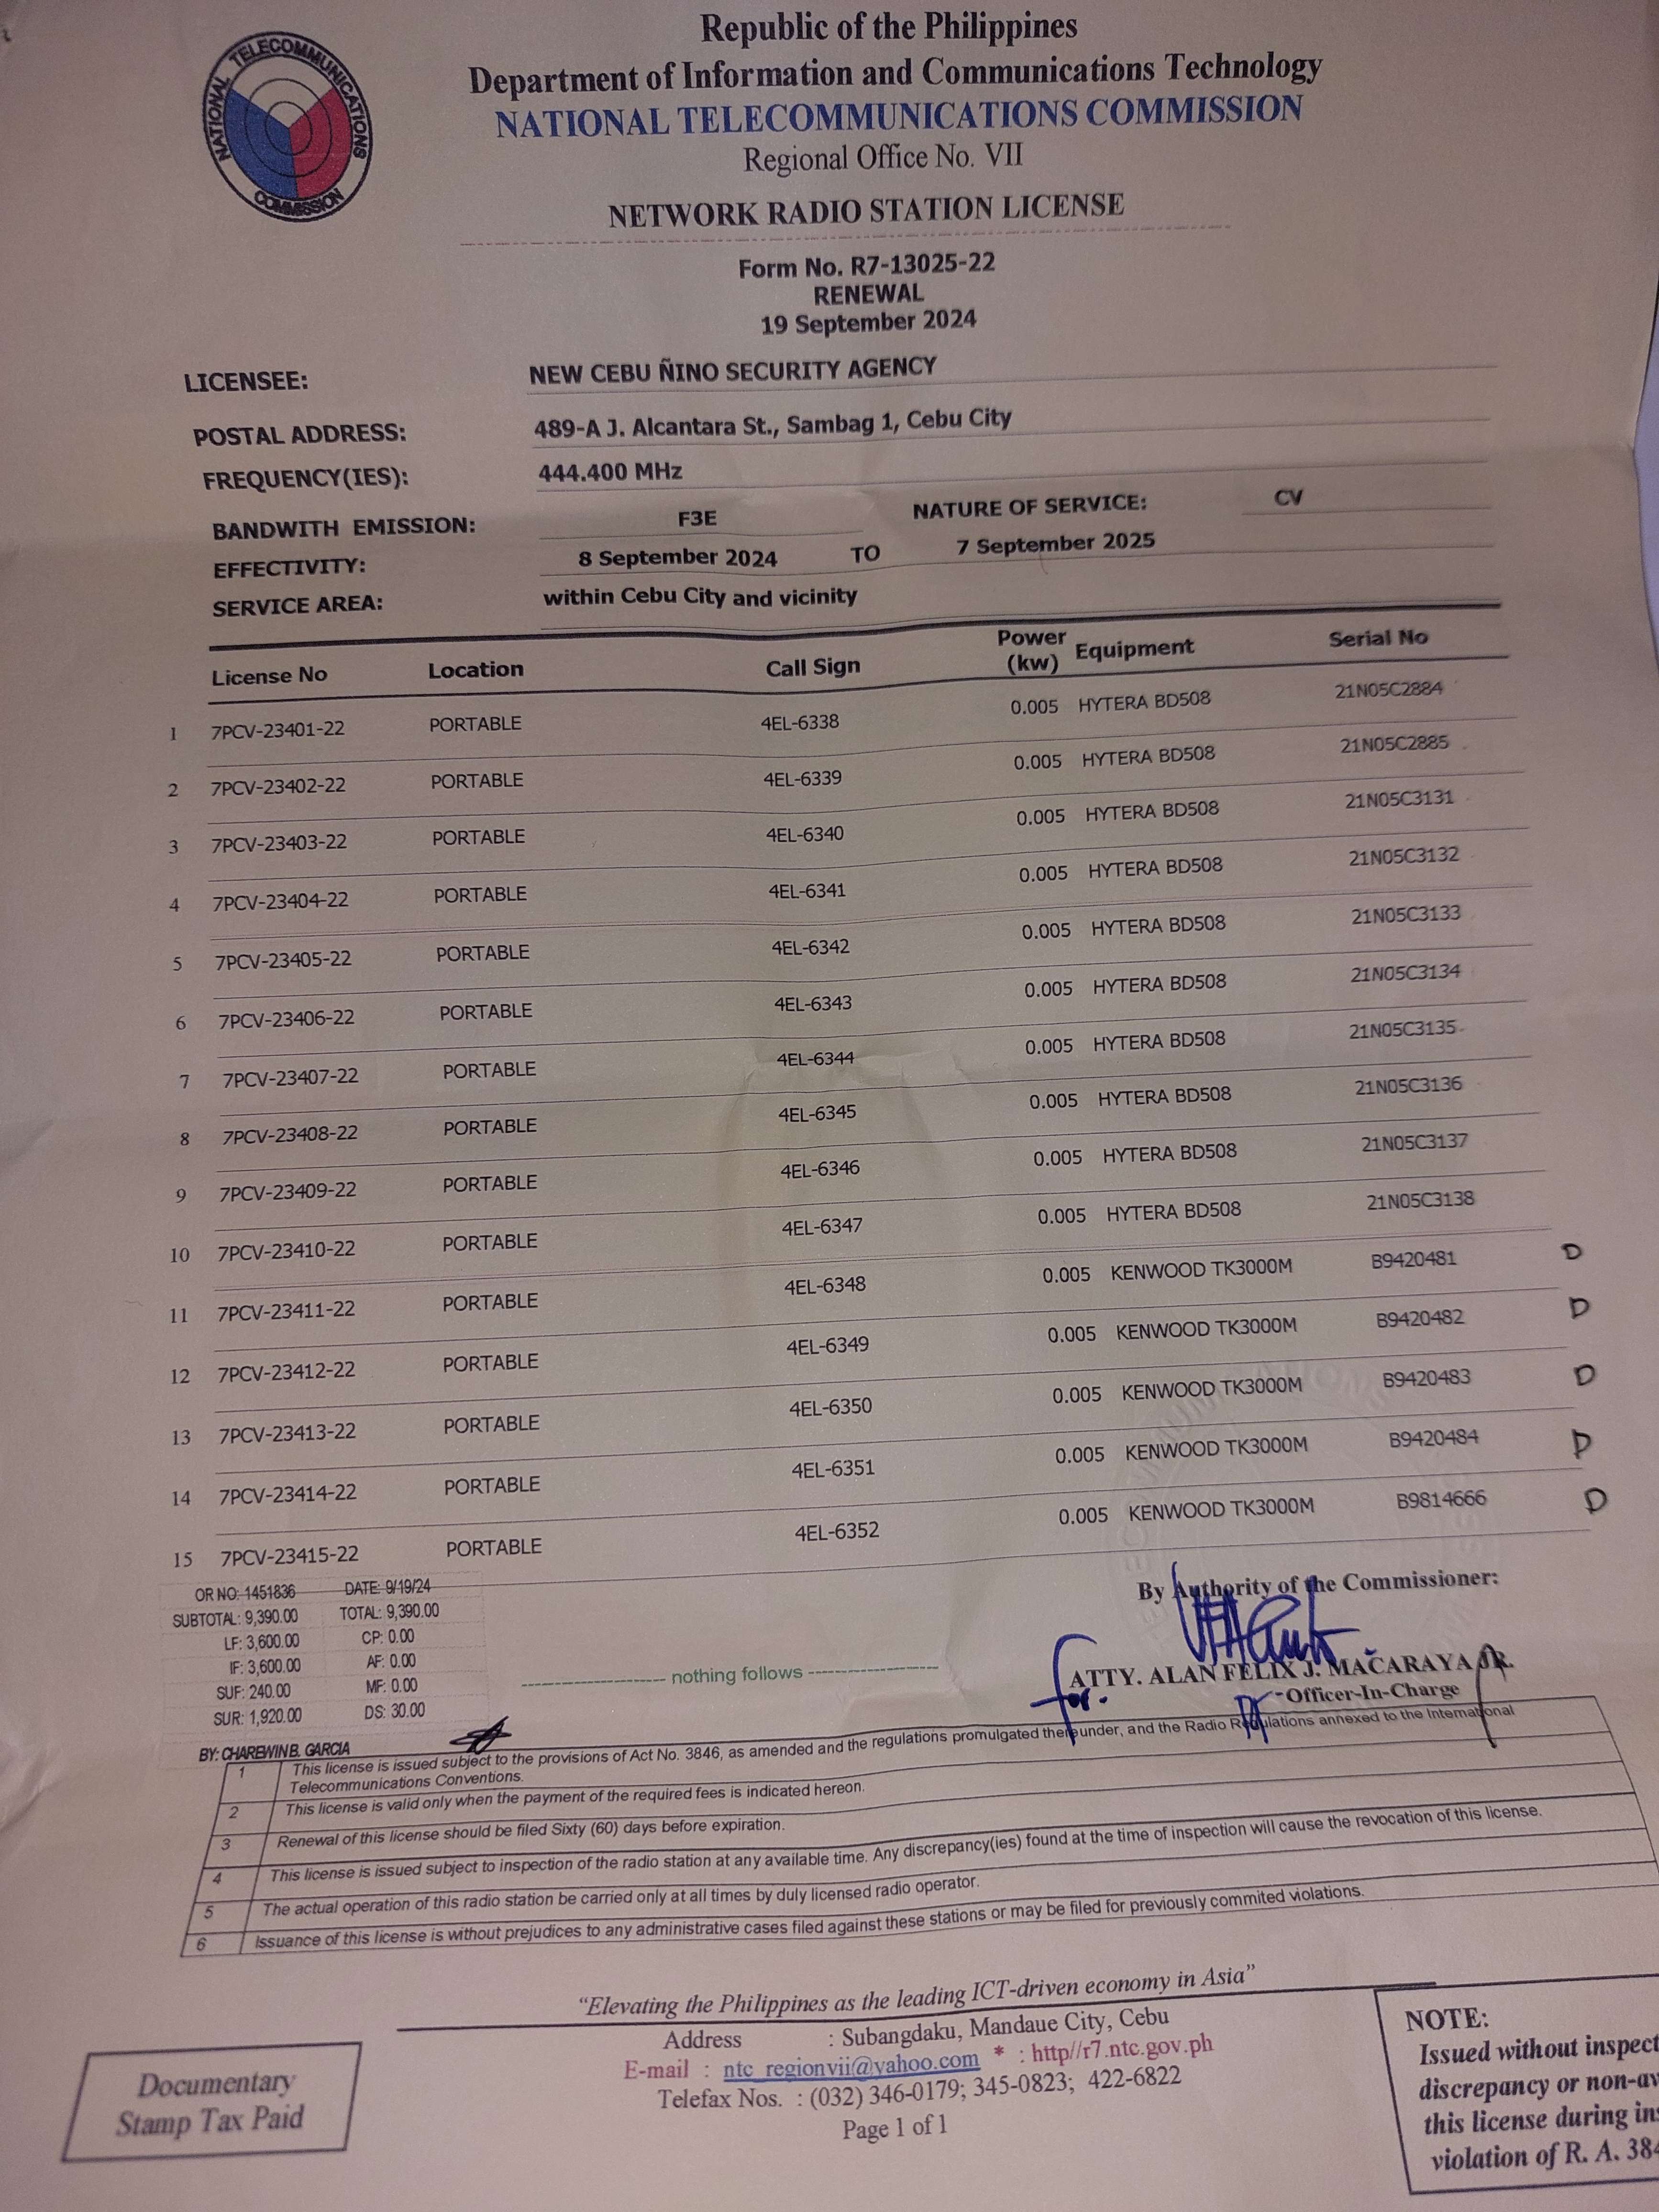 NATIONAL TELECOMMUNICATIONS COMMISSION
Republic of the Philippines
Department of Information and Communications Technology
NATIONAL TELECOMMUNICATIONS COMMISSION
Regional Office No. VII
NETWORK RADIO STATION LICENSE
Form No. R7-13025-22
RENEWAL
19 September 2024
LICENSEE: NEW CEBU ÑINO SECURITY AGENCY
POSTAL ADDRESS: 489-A J. Alcantara St., Sambag 1, Cebu City
FREQUENCY(IES): 444.400 MHz
BANDWITH EMISSION: F3E NATURE OF SERVICE: CV
EFFECTIVITY: 8 September 2024 TO 7 September 2025
SERVICE AREA: within Cebu City and vicinity
License No Location Call Sign Power (kw) Equipment Serial No
1 7PCV-23401-22 PORTABLE 4EL-6338 0.005 HYTERA BD508 21N05C2884
2 7PCV-23402-22 PORTABLE 4EL-6339 0.005 HYTERA BD508 21N05C2885
3 7PCV-23403-22 PORTABLE 4EL-6340 0.005 HYTERA BD508 21N05C3131
4 7PCV-23404-22 PORTABLE 4EL-6341 0.005 HYTERA BD508 21N05C3132
5 7PCV-23405-22 PORTABLE 4EL-6342 0.005 HYTERA BD508 21N05C3133
6 7PCV-23406-22 PORTABLE 4EL-6343 0.005 HYTERA BD508 21N05C3134
7 7PCV-23407-22 PORTABLE 4EL-6344 0.005 HYTERA BD508 21N05C3135
8 7PCV-23408-22 PORTABLE 4EL-6345 0.005 HYTERA BD508 21N05C3136
9 7PCV-23409-22 PORTABLE 4EL-6346 0.005 HYTERA BD508 21N05C3137
10 7PCV-23410-22 PORTABLE 4EL-6347 0.005 HYTERA BD508 21N05C3138
11 7PCV-23411-22 PORTABLE 4EL-6348 0.005 KENWOOD TK3000M B9420481 D
12 7PCV-23412-22 PORTABLE 4EL-6349 0.005 KENWOOD TK3000M B9420482 D
13 7PCV-23413-22 PORTABLE 4EL-6350 0.005 KENWOOD TK3000M B9420483 D
14 7PCV-23414-22 PORTABLE 4EL-6351 0.005 KENWOOD TK3000M B9420484 D
15 7PCV-23415-22 PORTABLE 4EL-6352 0.005 KENWOOD TK3000M B9814666 D
OR NO: 1451836 DATE: 9/19/24
SUBTOTAL: 9,390.00 TOTAL: 9,390.00
LF: 3,600.00 CP: 0.00
IF: 3,600.00 AF: 0.00
SUF: 240.00 MF: 0.00
SUR: 1,920.00 DS: 30.00
BY: CHAREWIN B. GARCIA
-------------------- nothing follows --------------------
By Authority of the Commissioner:
for. ATTY. ALAN FELIX J. MACARAYA JR.
Officer-In-Charge
1 This license is issued subject to the provisions of Act No. 3846, as amended and the regulations promulgated thereunder, and the Radio Regulations annexed to the International
Telecommunications Conventions.
2 This license is valid only when the payment of the required fees is indicated hereon.
3 Renewal of this license should be filed Sixty (60) days before expiration.
4 This license is issued subject to inspection of the radio station at any available time. Any discrepancy(ies) found at the time of inspection will cause the revocation of this license.
5 The actual operation of this radio station be carried only at all times by duly licensed radio operator.
6 Issuance of this license is without prejudices to any administrative cases filed against these stations or may be filed for previously commited violations.
“Elevating the Philippines as the leading ICT-driven economy in Asia”
Address : Subangdaku, Mandaue City, Cebu
E-mail : ntc_regionvii@yahoo.com * : http//r7.ntc.gov.ph
Telefax Nos. : (032) 346-0179; 345-0823; 422-6822
Page 1 of 1
Documentary
Stamp Tax Paid
NOTE:
Issued without inspect
discrepancy or non-av
this license during ins
violation of R. A. 384